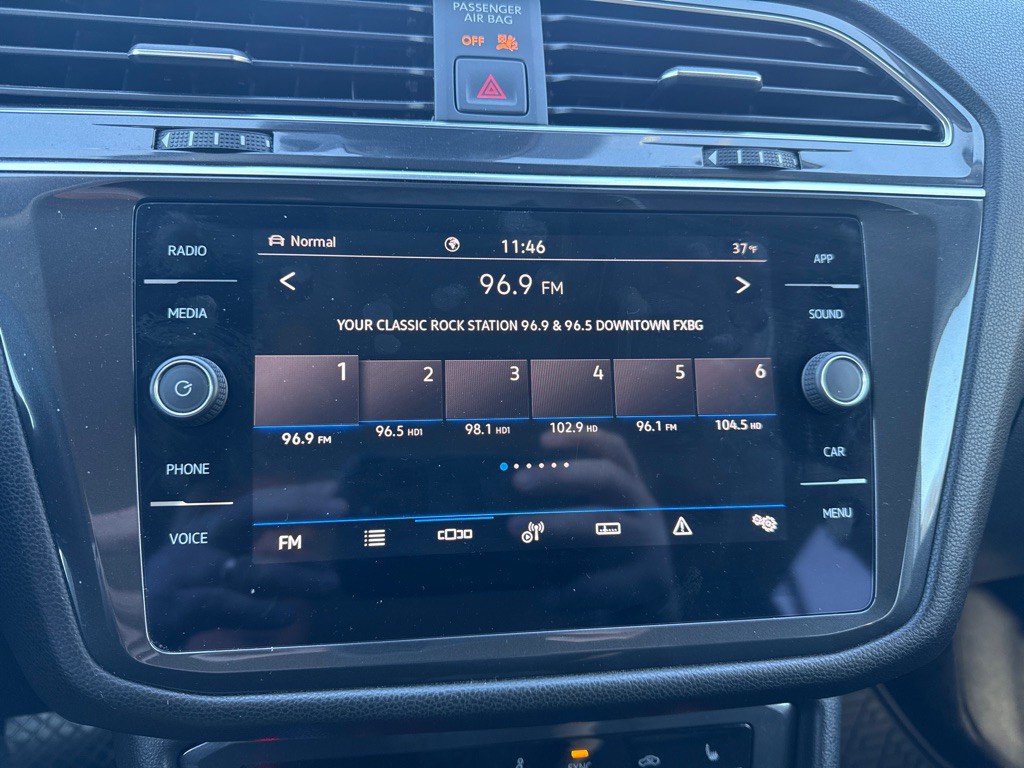 PASSENGER
AIR BAG
OFF
RADIO
MEDIA
PHONE
VOICE
Normal
11:46
37°F
96.9 FM
YOUR CLASSIC ROCK STATION 96.9 & 96.5 DOWNTOWN FXBG
1 2 3 4 5 6
96.9 FM 96.5 HD1 98.1 HD1 102.9 HD 96.1 FM 104.5 HD
FM
APP
SOUND
CAR
MENU
SYNC